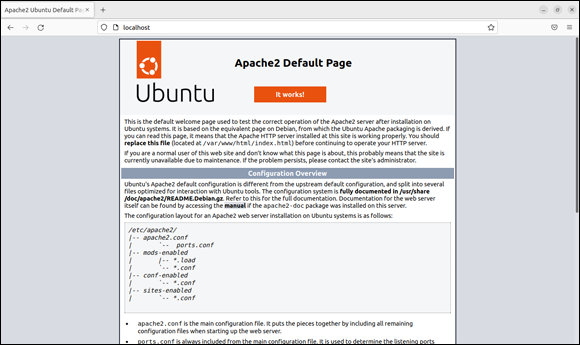 Apache2 Ubuntu Default Pa
localhost
Apache2 Default Page
Ubuntu
It works!
This is the default welcome page used to test the correct operation of the Apache2 server after installation on
Ubuntu systems. It is based on the equivalent page on Debian, from which the Ubuntu Apache packaging is derived. If
you can read this page, it means that the Apache HTTP server installed at this site is working properly. You should
replace this file (located at /var/www/html/index.html) before continuing to operate your HTTP server.
If you are a normal user of this web site and don't know what this page is about, this probably means that the site is
currently unavailable due to maintenance. If the problem persists, please contact the site's administrator.
Configuration Overview
Ubuntu's Apache2 default configuration is different from the upstream default configuration, and split into several
files optimized for interaction with Ubuntu tools. The configuration system is fully documented in /usr/share
/doc/apache2/README.Debian.gz. Refer to this for the full documentation. Documentation for the web server
itself can be found by accessing the manual if the apache2-doc package was installed on this server.
The configuration layout for an Apache2 web server installation on Ubuntu systems is as follows:
/etc/apache2/
|-- apache2.conf
|       `--  ports.conf
|-- mods-enabled
|       |-- *.load
|       `-- *.conf
|-- conf-enabled
|       `-- *.conf
|-- sites-enabled
|       `-- *.conf
• apache2.conf is the main configuration file. It puts the pieces together by including all remaining
configuration files when starting up the web server.
• ports.conf is always included from the main configuration file. It is used to determine the listening ports